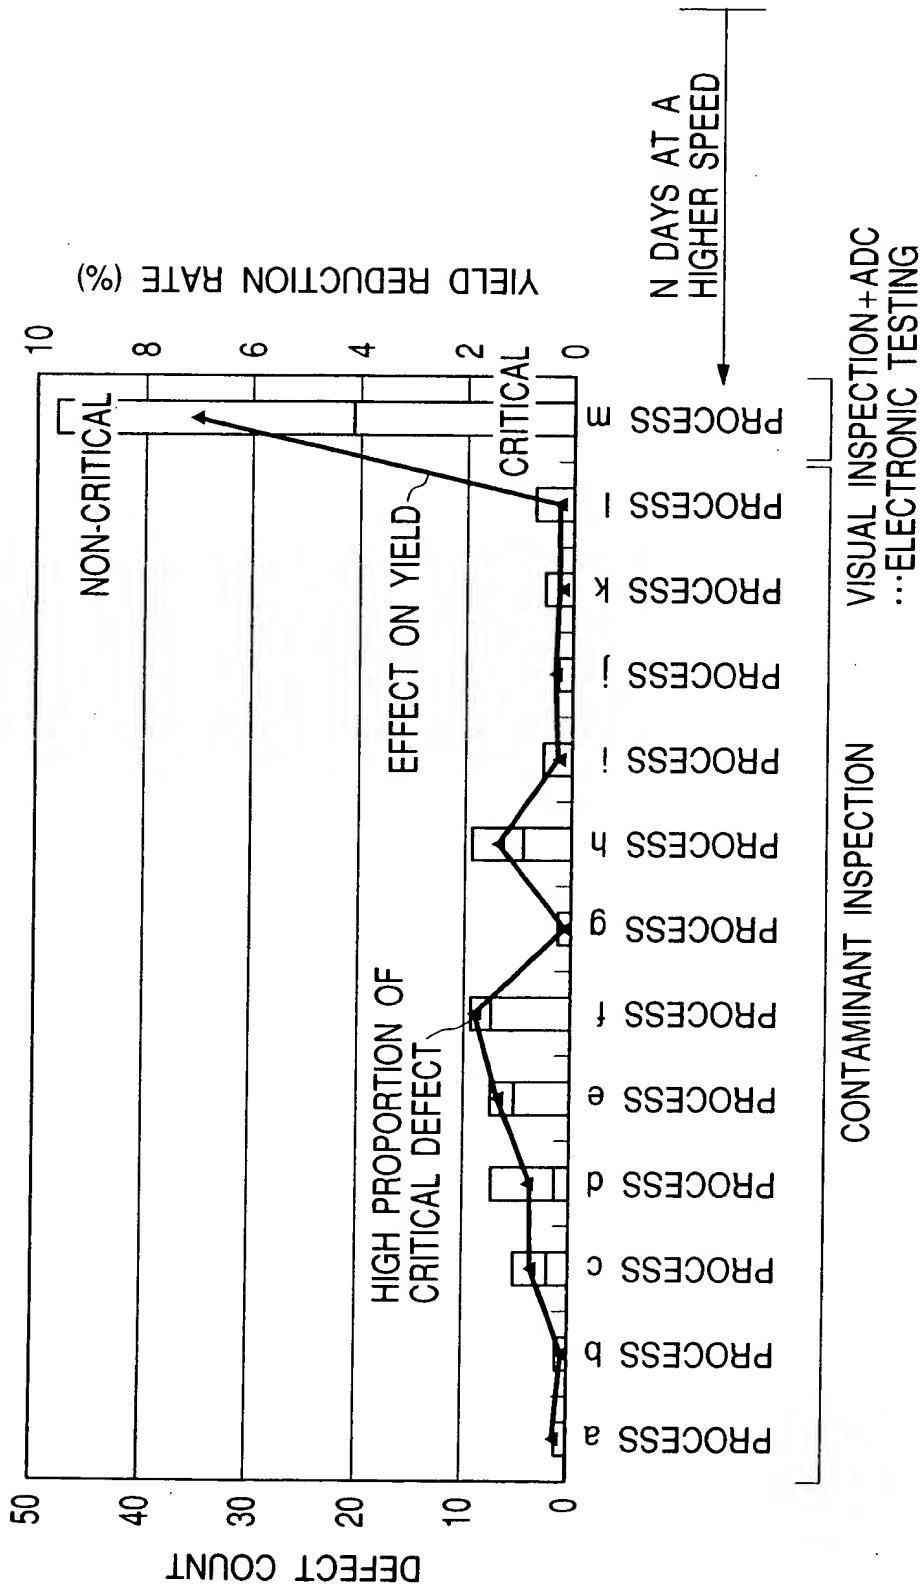 DEFECT COUNT
50
40
30
20
10
0
YIELD REDUCTION RATE (%)
10
8
6
4
2
0
NON-CRITICAL
CRITICAL
EFFECT ON YIELD
HIGH PROPORTION OF
CRITICAL DEFECT
PROCESS a
PROCESS b
PROCESS c
PROCESS d
PROCESS e
PROCESS f
PROCESS g
PROCESS h
PROCESS i
PROCESS j
PROCESS k
PROCESS l
PROCESS m
CONTAMINANT INSPECTION
VISUAL INSPECTION+ADC
...ELECTRONIC TESTING
N DAYS AT A
HIGHER SPEED